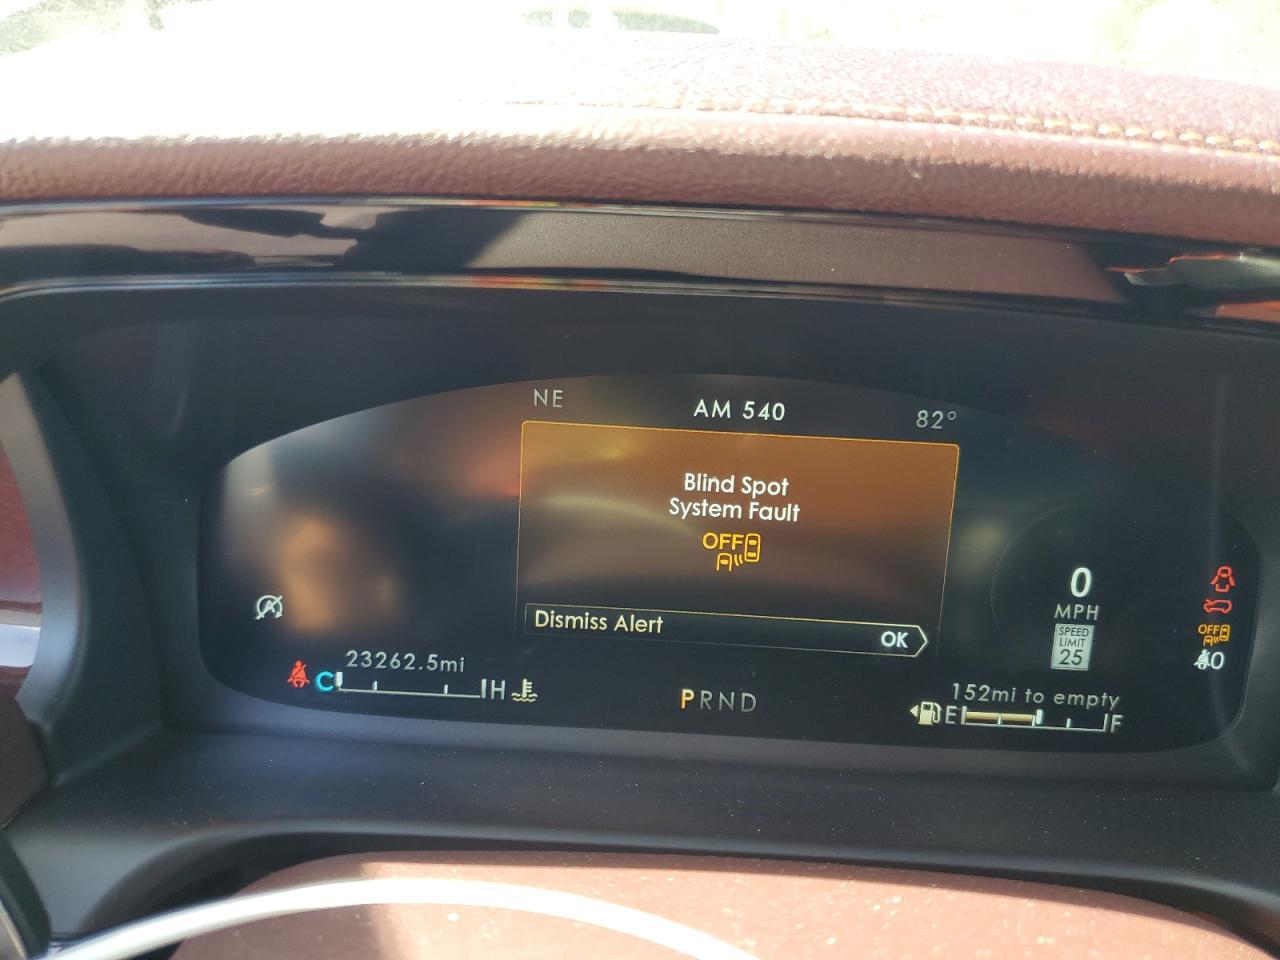 NE
AM 540
82°
Blind Spot
System Fault
OFF
Dismiss Alert
OK
0
MPH
SPEED
LIMIT
25
OFF
0
23262.5mi
C H
PRND
152mi to empty
E F